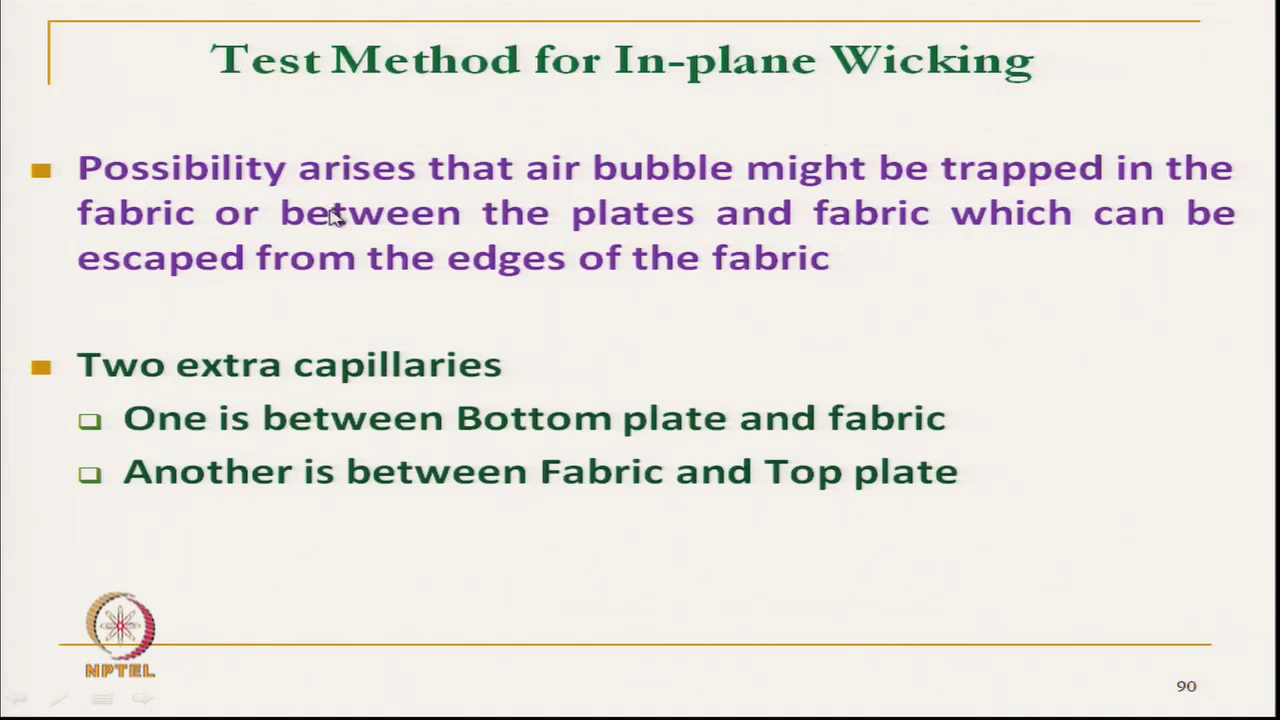 Test Method for In-plane Wicking
Possibility arises that air bubble might be trapped in the
fabric or between the plates and fabric which can be
escaped from the edges of the fabric
Two extra capillaries
One is between Bottom plate and fabric
Another is between Fabric and Top plate
NPTEL
90